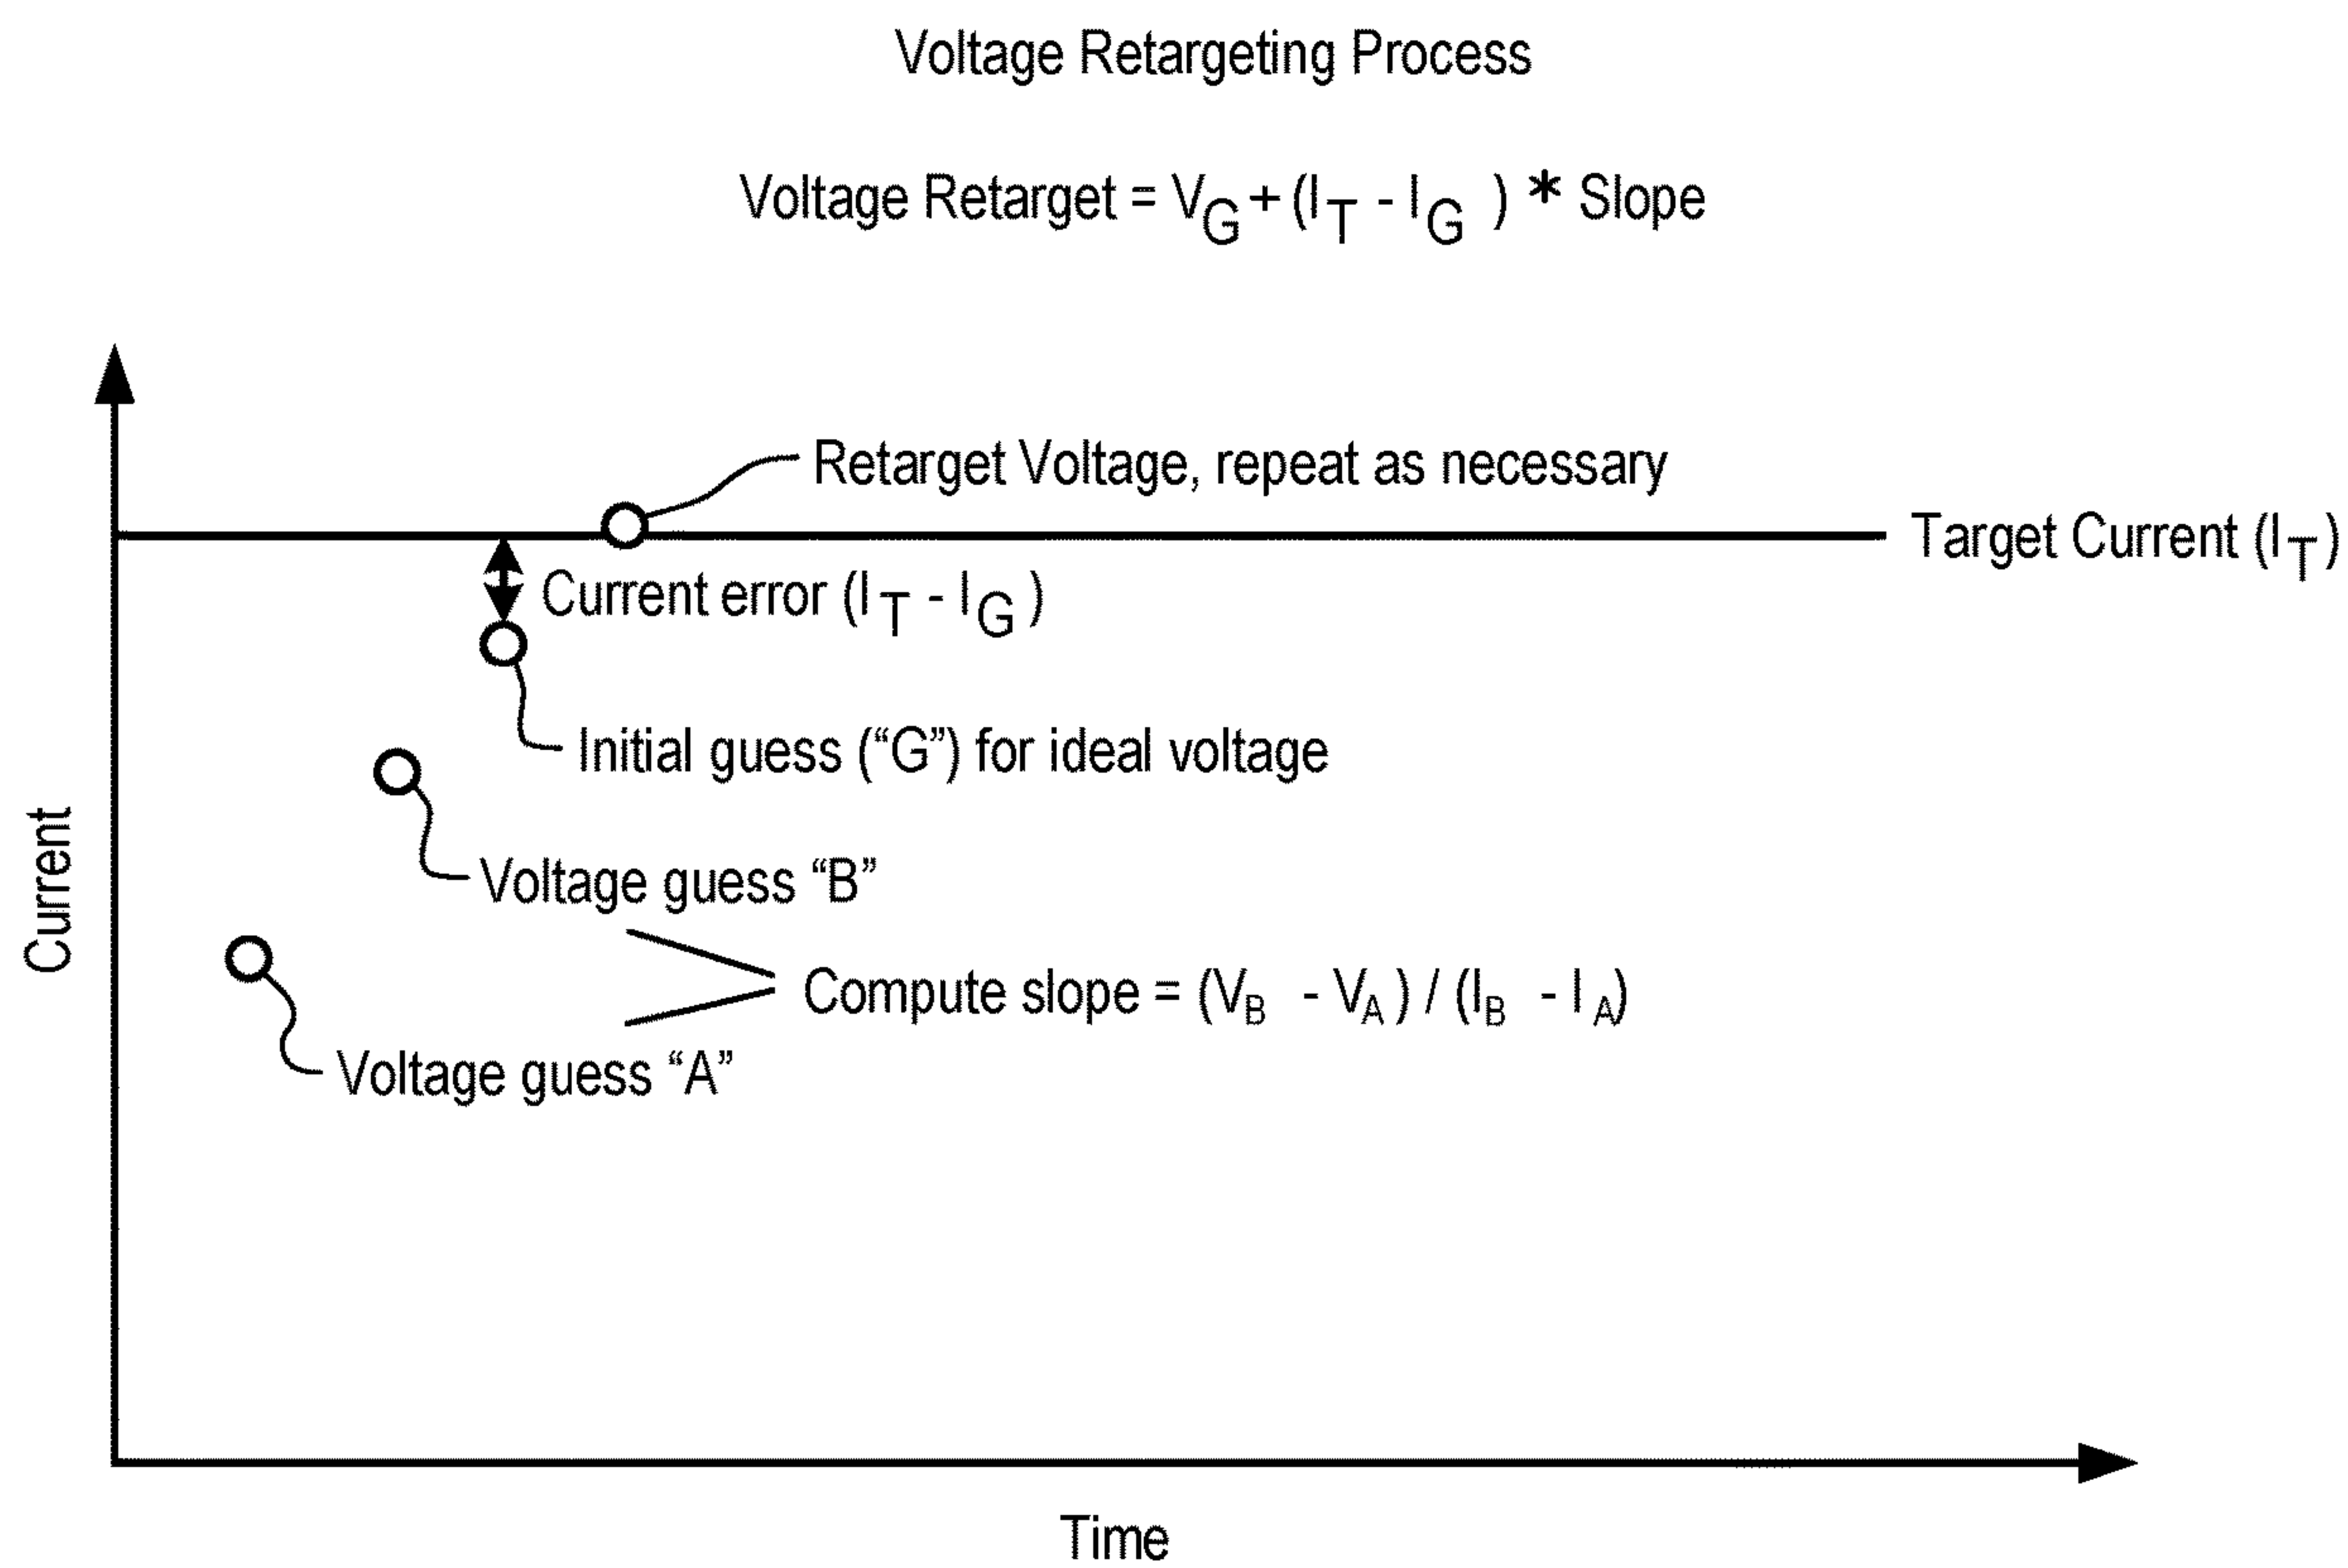 Voltage Retargeting Process
Voltage Retarget = VG + (IT - IG ) * Slope
Retarget Voltage, repeat as necessary
Target Current (IT)
Current error (IT - IG )
Initial guess (“G”) for ideal voltage
Voltage guess “B”
Current
Compute slope = (VB - VA ) / (IB - IA)
Voltage guess “A”
Time